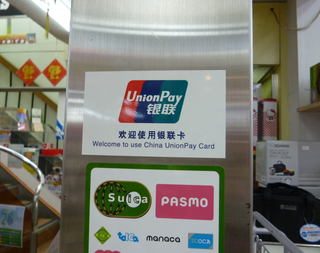 UnionPay
银联
欢迎使用银联卡
Welcome to use China UnionPay Card
Suica
PASMO
manaca